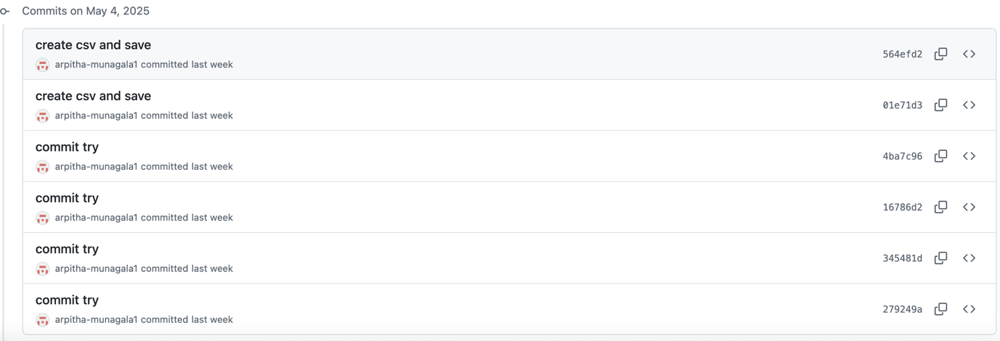 Commits on May 4, 2025
create csv and save
arpitha-munagala1 committed last week
564efd2
create csv and save
arpitha-munagala1 committed last week
01e71d3
commit try
arpitha-munagala1 committed last week
4ba7c96
commit try
arpitha-munagala1 committed last week
16786d2
commit try
arpitha-munagala1 committed last week
345481d
commit try
arpitha-munagala1 committed last week
279249a